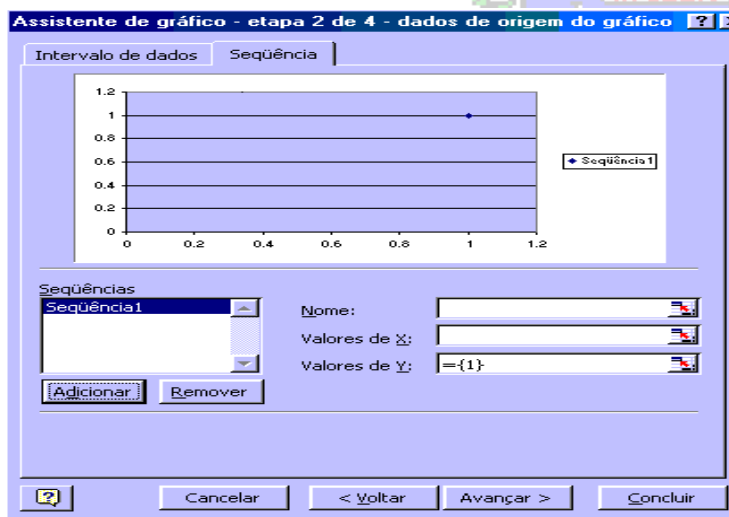 Assistente de gráfico - etapa 2 de 4 - dados de origem do gráfico
Intervalo de dados
Seqüência
1.2
1
0.8
0.6
0.4
0.2
0
0 0.2 0.4 0.6 0.8 1 1.2
Seqüência1
Seqüências
Seqüência1
Nome:
Valores de X:
Valores de Y: ={1}
Adicionar Remover
Cancelar < Voltar Avançar > Concluir